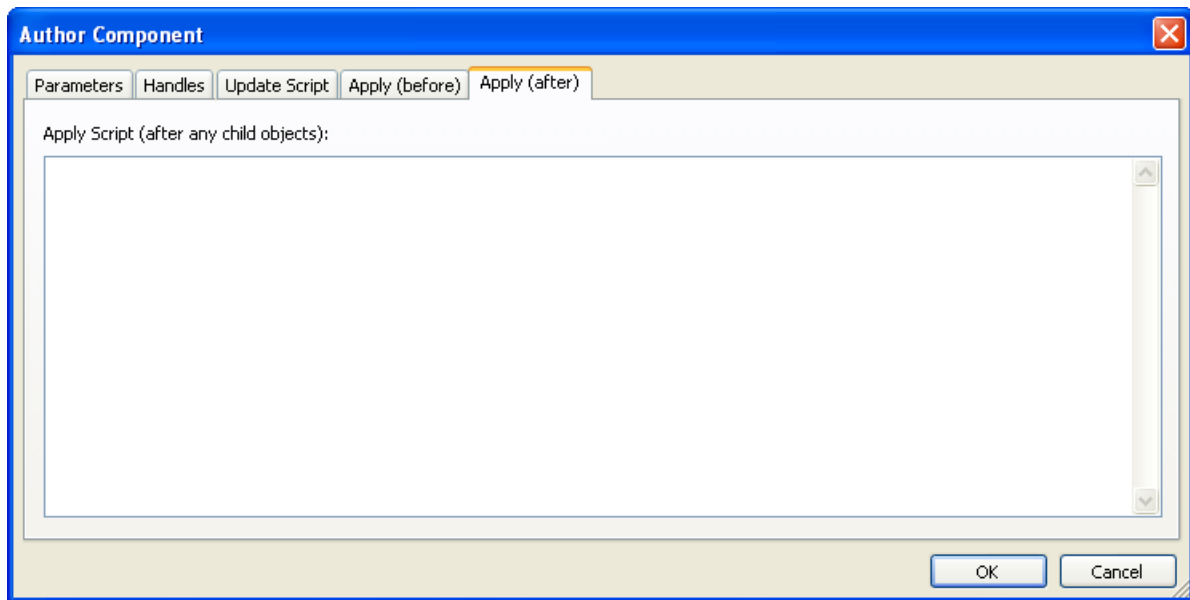 Author Component
Parameters Handles Update Script Apply (before) Apply (after)
Apply Script (after any child objects):
OK Cancel